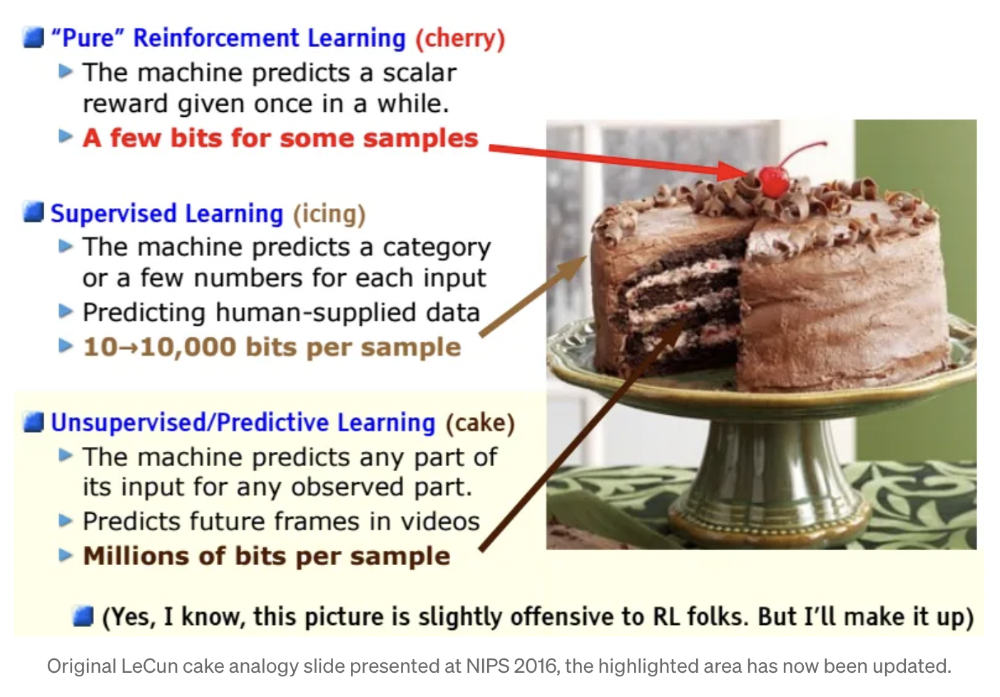 “Pure” Reinforcement Learning (cherry)
The machine predicts a scalar
reward given once in a while.
A few bits for some samples
Supervised Learning (icing)
The machine predicts a category
or a few numbers for each input
Predicting human-supplied data
10→10,000 bits per sample
Unsupervised/Predictive Learning (cake)
The machine predicts any part of
its input for any observed part.
Predicts future frames in videos
Millions of bits per sample
(Yes, I know, this picture is slightly offensive to RL folks. But I’ll make it up)
Original LeCun cake analogy slide presented at NIPS 2016, the highlighted area has now been updated.